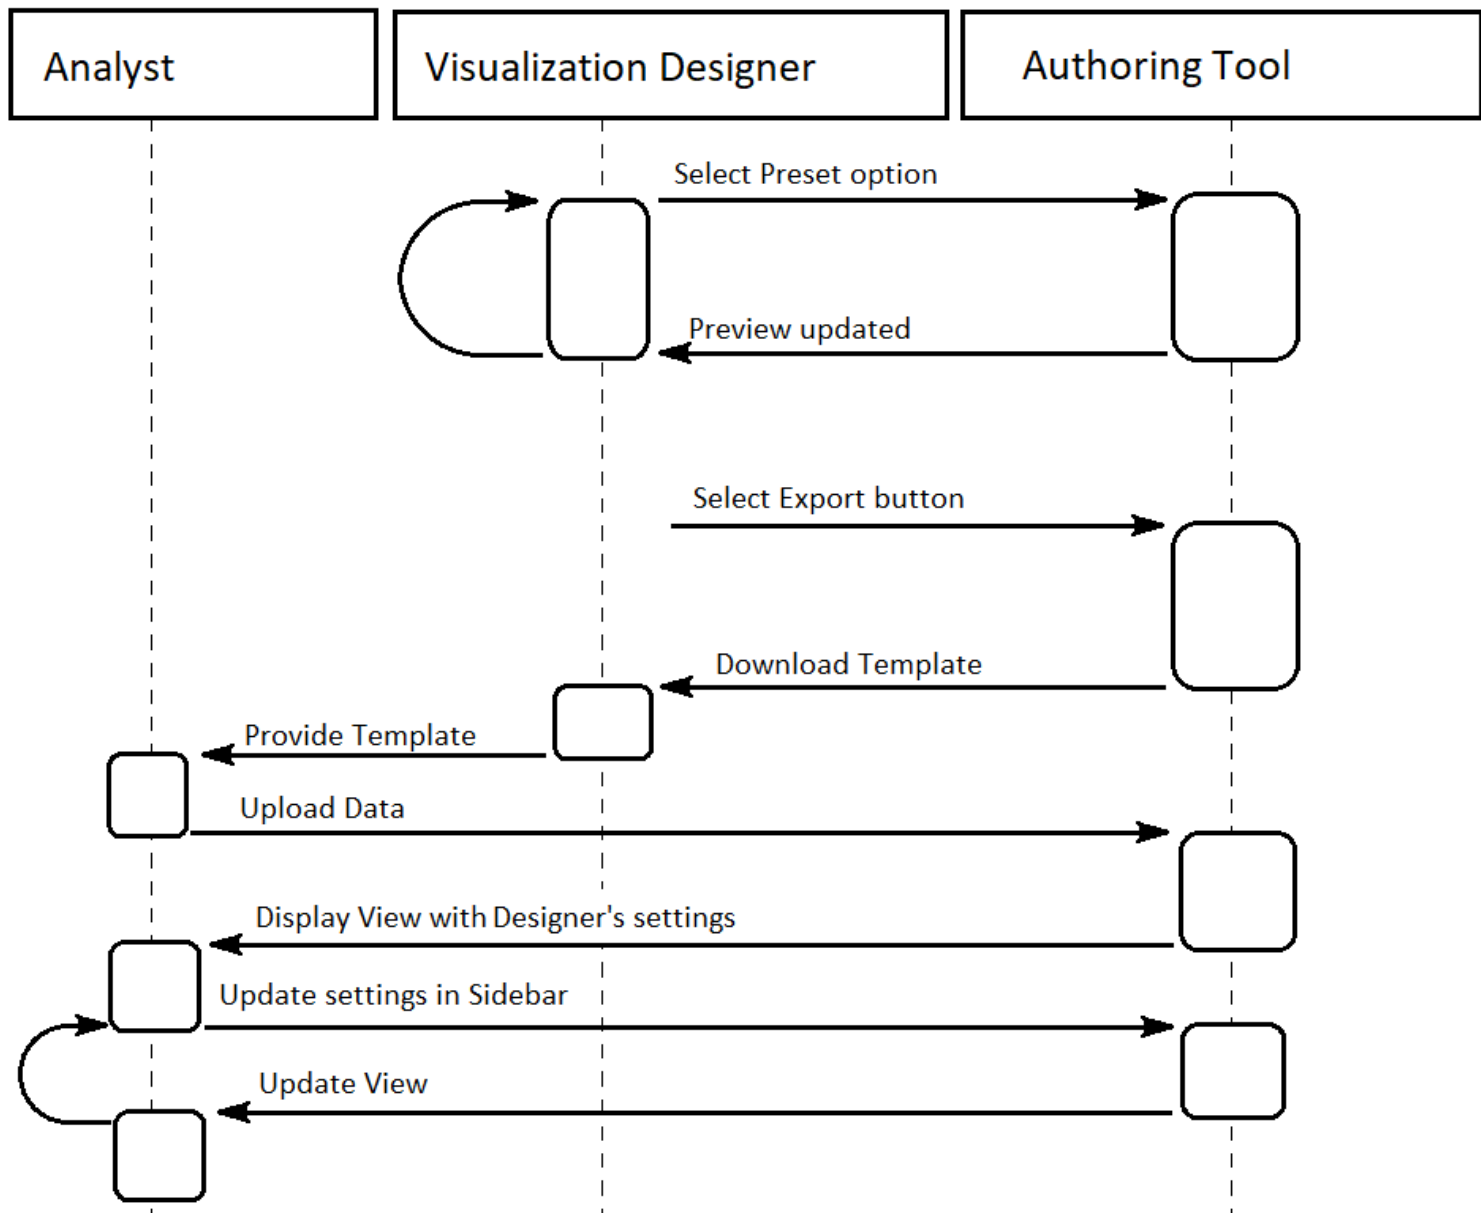 Analyst
Visualization Designer
Authoring Tool
Select Preset option
Preview updated
Select Export button
Download Template
Provide Template
Upload Data
Display View with Designer's settings
Update settings in Sidebar
Update View